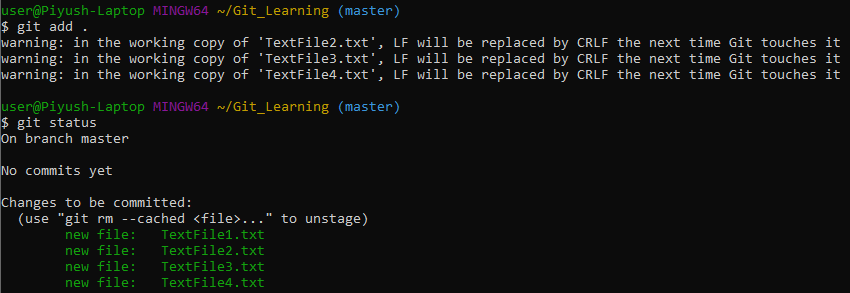 user@Piyush-Laptop MINGW64 ~/Git_Learning (master)
$ git add .
warning: in the working copy of 'TextFile2.txt', LF will be replaced by CRLF the next time Git touches it
warning: in the working copy of 'TextFile3.txt', LF will be replaced by CRLF the next time Git touches it
warning: in the working copy of 'TextFile4.txt', LF will be replaced by CRLF the next time Git touches it

user@Piyush-Laptop MINGW64 ~/Git_Learning (master)
$ git status
On branch master

No commits yet

Changes to be committed:
  (use "git rm --cached <file>..." to unstage)
        new file:   TextFile1.txt
        new file:   TextFile2.txt
        new file:   TextFile3.txt
        new file:   TextFile4.txt